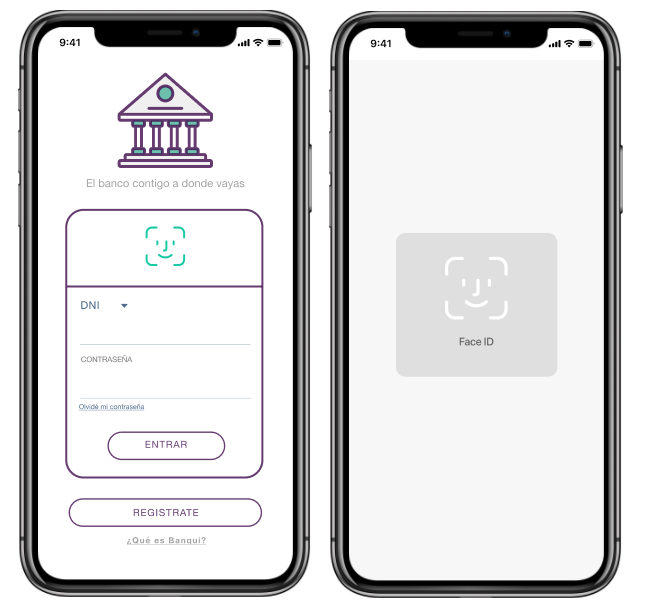 9:41
El banco contigo a donde vayas
DNI
CONTRASEÑA
Olvidé mi contraseña
ENTRAR
REGISTRATE
¿Qué es Banqui?
9:41
Face ID